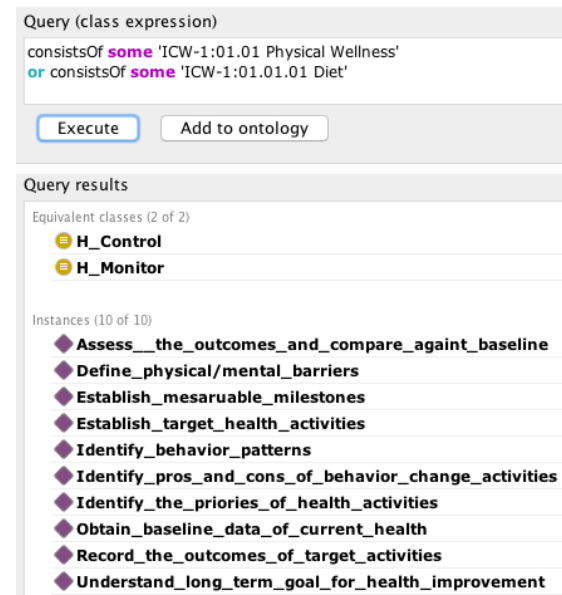 Query (class expression)
consistsOf some 'ICW-1:01.01 Physical Wellness'
or consistsOf some 'ICW-1:01.01.01 Diet'
Execute
Add to ontology
Query results
Equivalent classes (2 of 2)
H_Control
H_Monitor
Instances (10 of 10)
Assess__the_outcomes_and_compare_againt_baseline
Define_physical/mental_barriers
Establish_mesaruable_milestones
Establish_target_health_activities
Identify_behavior_patterns
Identify_pros_and_cons_of_behavior_change_activities
Identify_the_priories_of_health_activities
Obtain_baseline_data_of_current_health
Record_the_outcomes_of_target_activities
Understand_long_term_goal_for_health_improvement